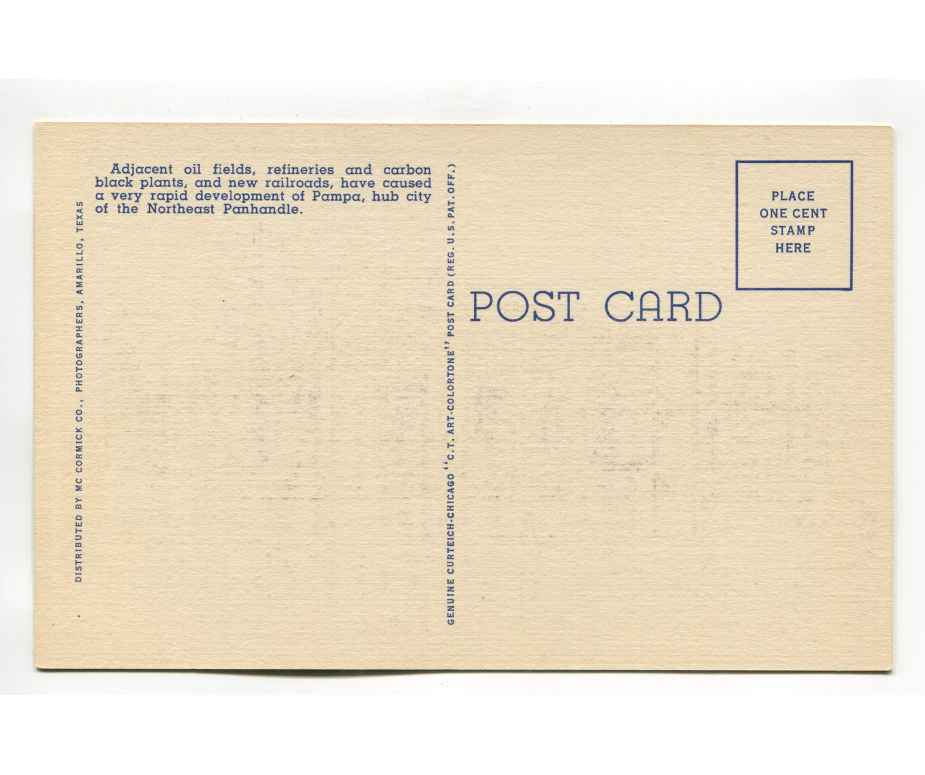 Adjacent oil fields, refineries and carbon
black plants, and new railroads, have caused
a very rapid development of Pampa, hub city
of the Northeast Panhandle.
DISTRIBUTED BY MC CORMICK CO., PHOTOGRAPHERS, AMARILLO, TEXAS
GENUINE CURTEICH-CHICAGO "C.T. ART-COLORTONE" POST CARD (REG. U.S. PAT. OFF.)
POST CARD
PLACE
ONE CENT
STAMP
HERE